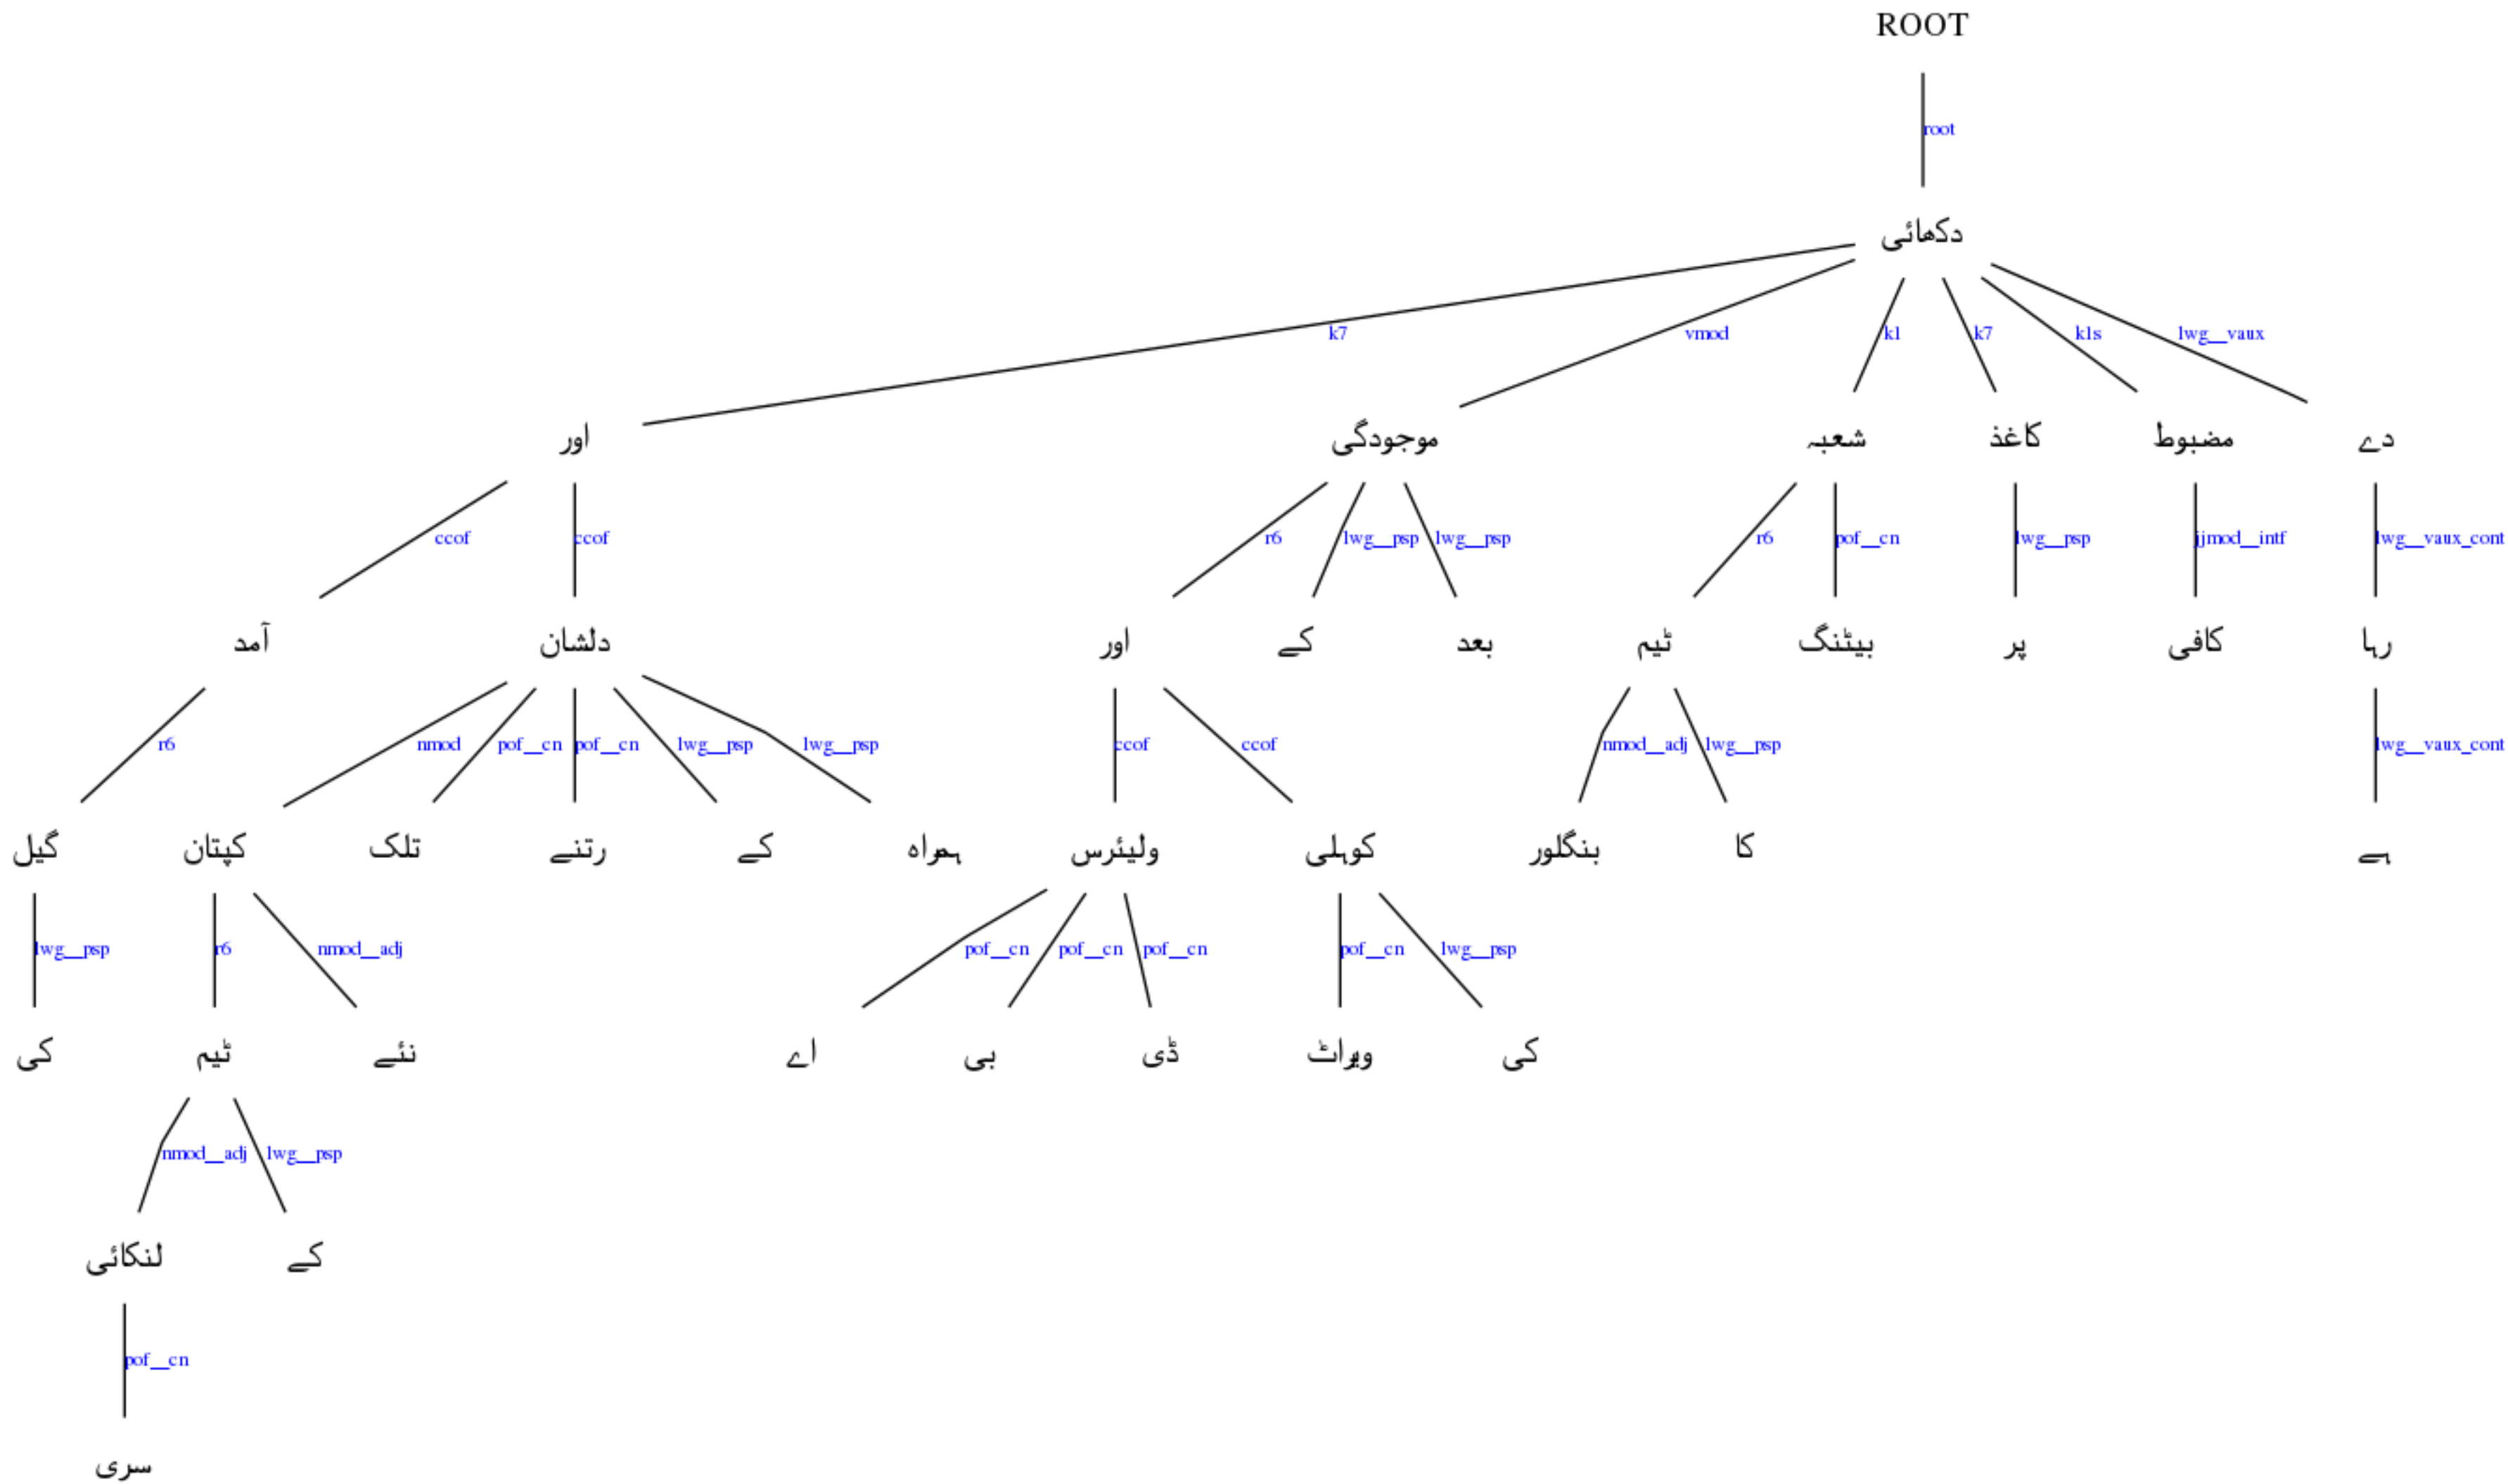 ROOT
root
دکھائی
k7 vmod k1 k7 k1s lwg__vaux
اور موجودگی شعبہ کاغذ مضبوط دے
ccof ccof r6 lwg__psp lwg__psp r6 pof__cn lwg__psp jjmod__intf lwg__vaux_cont
آمد دلشان اور کے بعد ٹیم بیٹنگ پر کافی رہا
r6 nmod pof__cn pof__cn lwg__psp lwg__psp ccof ccof nmod__adj lwg__psp lwg__vaux_cont
گیل کپتان تلک رتنے کے ہمراہ ولیئرس کوہلی بنگلور کا ہے
lwg__psp r6 nmod__adj pof__cn pof__cn pof__cn pof__cn lwg__psp
کی ٹیم نئے اے بی ڈی ویراٹ کی
nmod__adj lwg__psp
لنکائی کے
pof__cn
سری